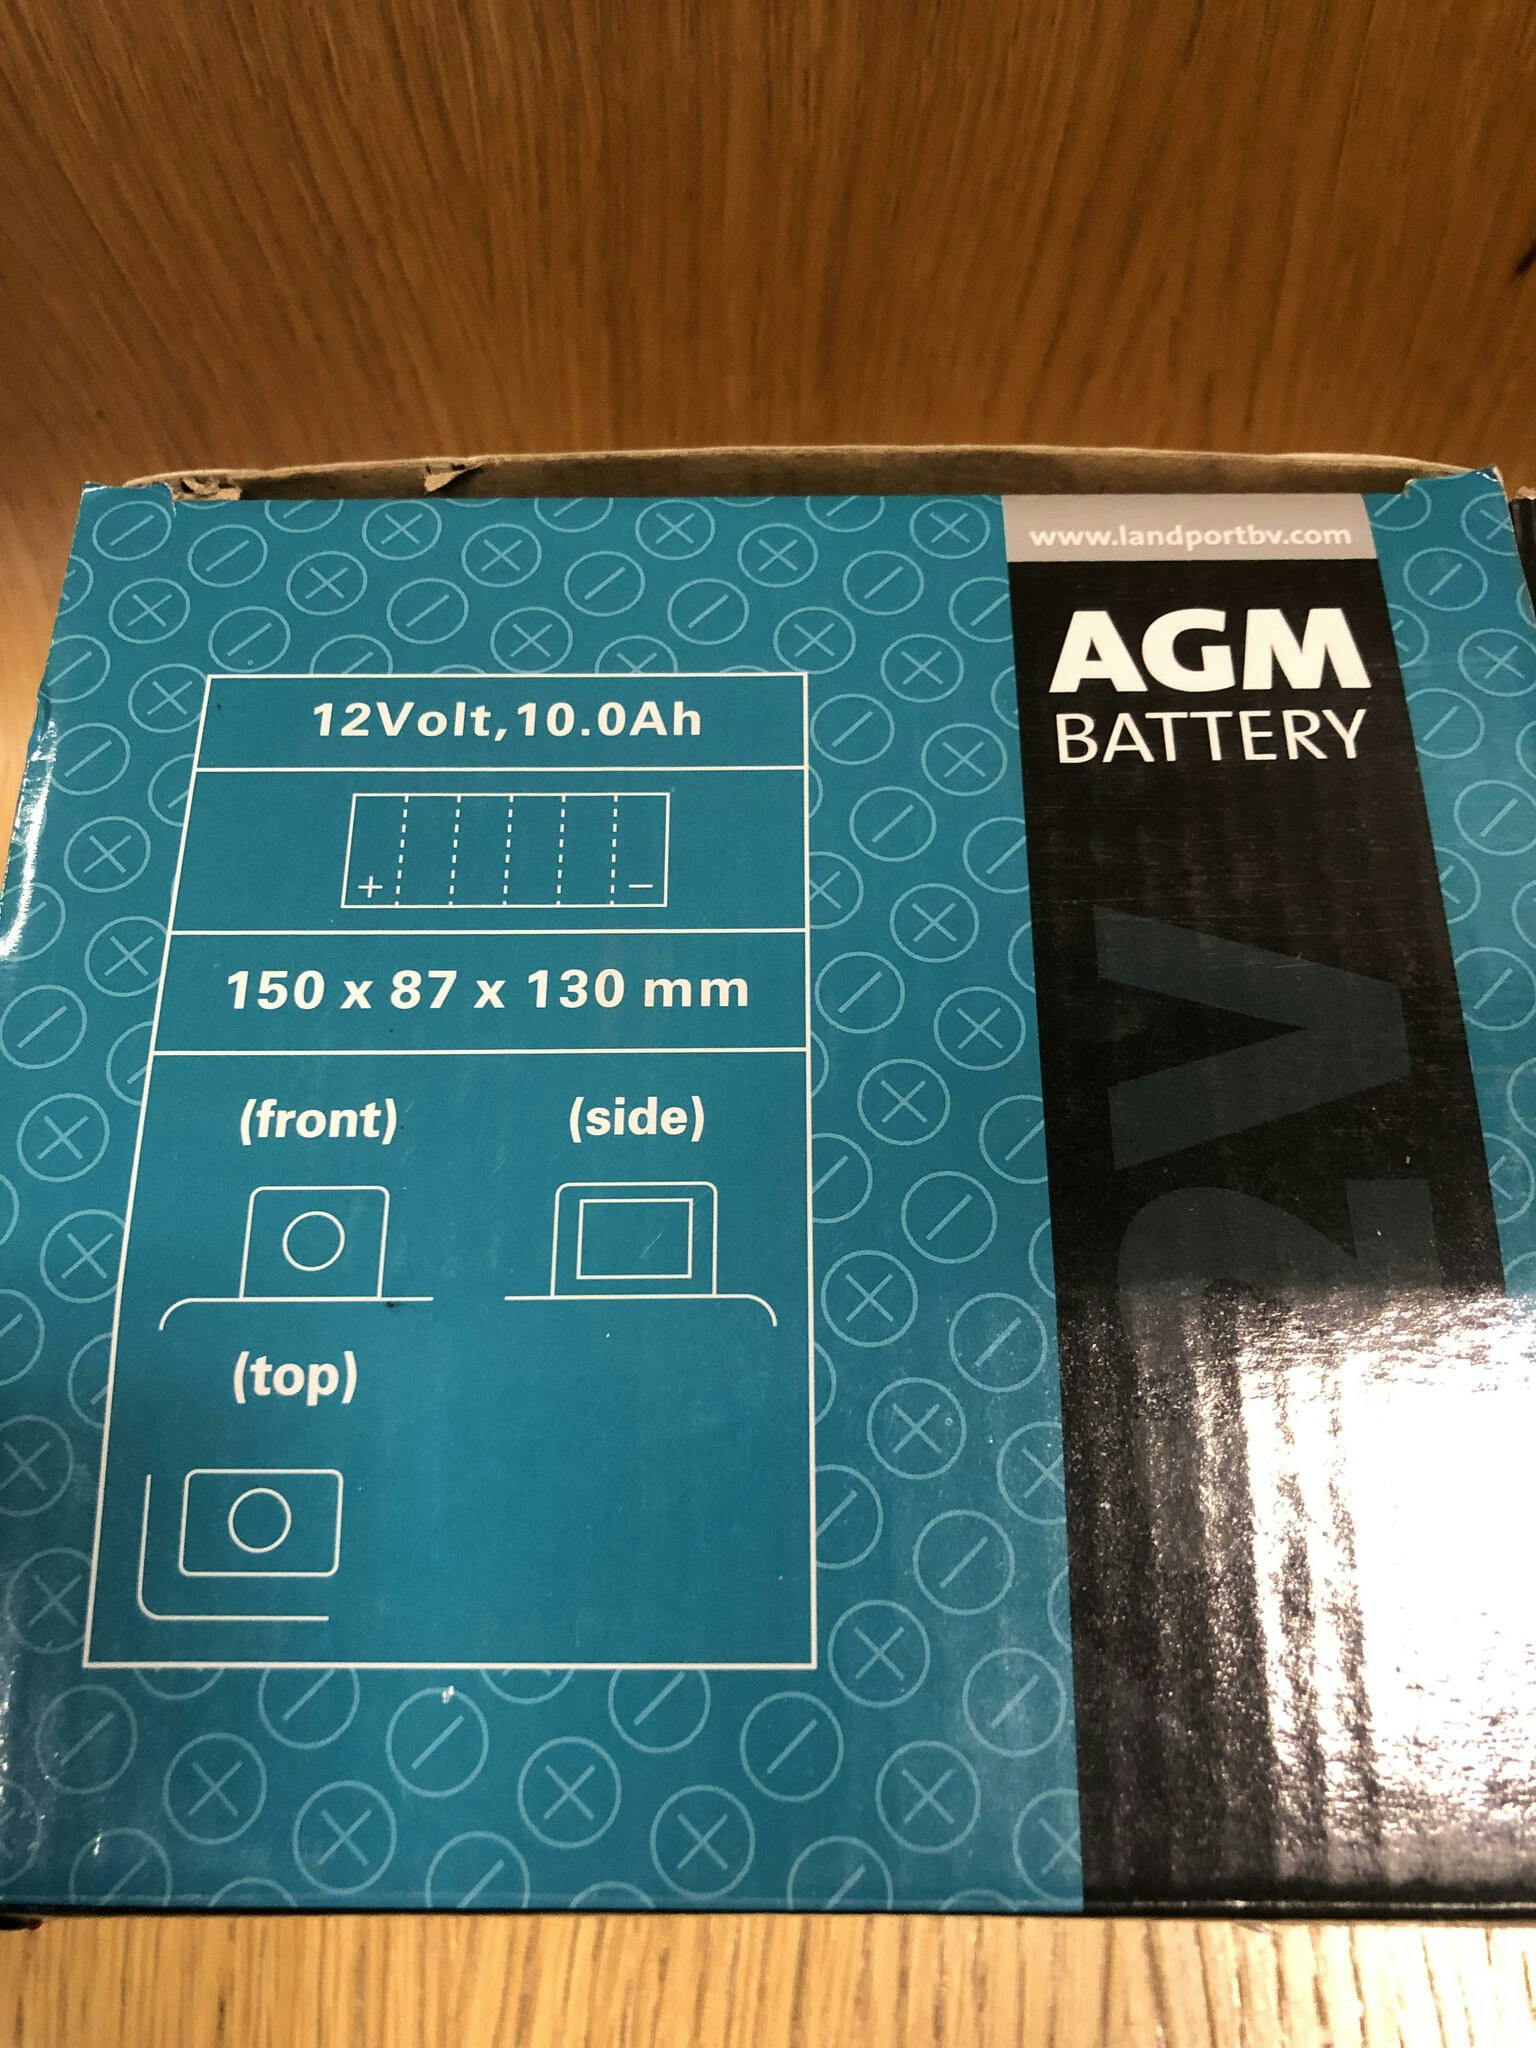 www.landportbv.com
AGM
BATTERY
12Volt,10.0Ah
+ −
150 x 87 x 130 mm
(front) (side)
(top)